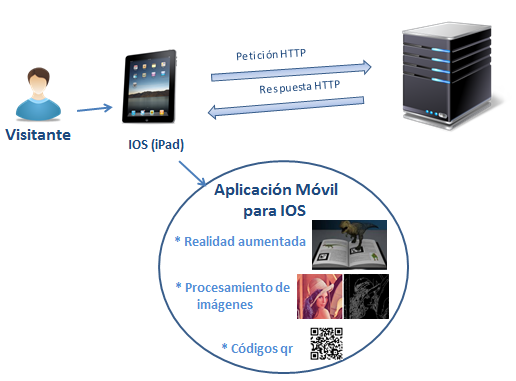 Petición HTTP
Respuesta HTTP
Visitante
IOS (iPad)
Aplicación Móvil
para IOS
* Realidad aumentada
* Procesamiento de
imágenes
* Códigos qr